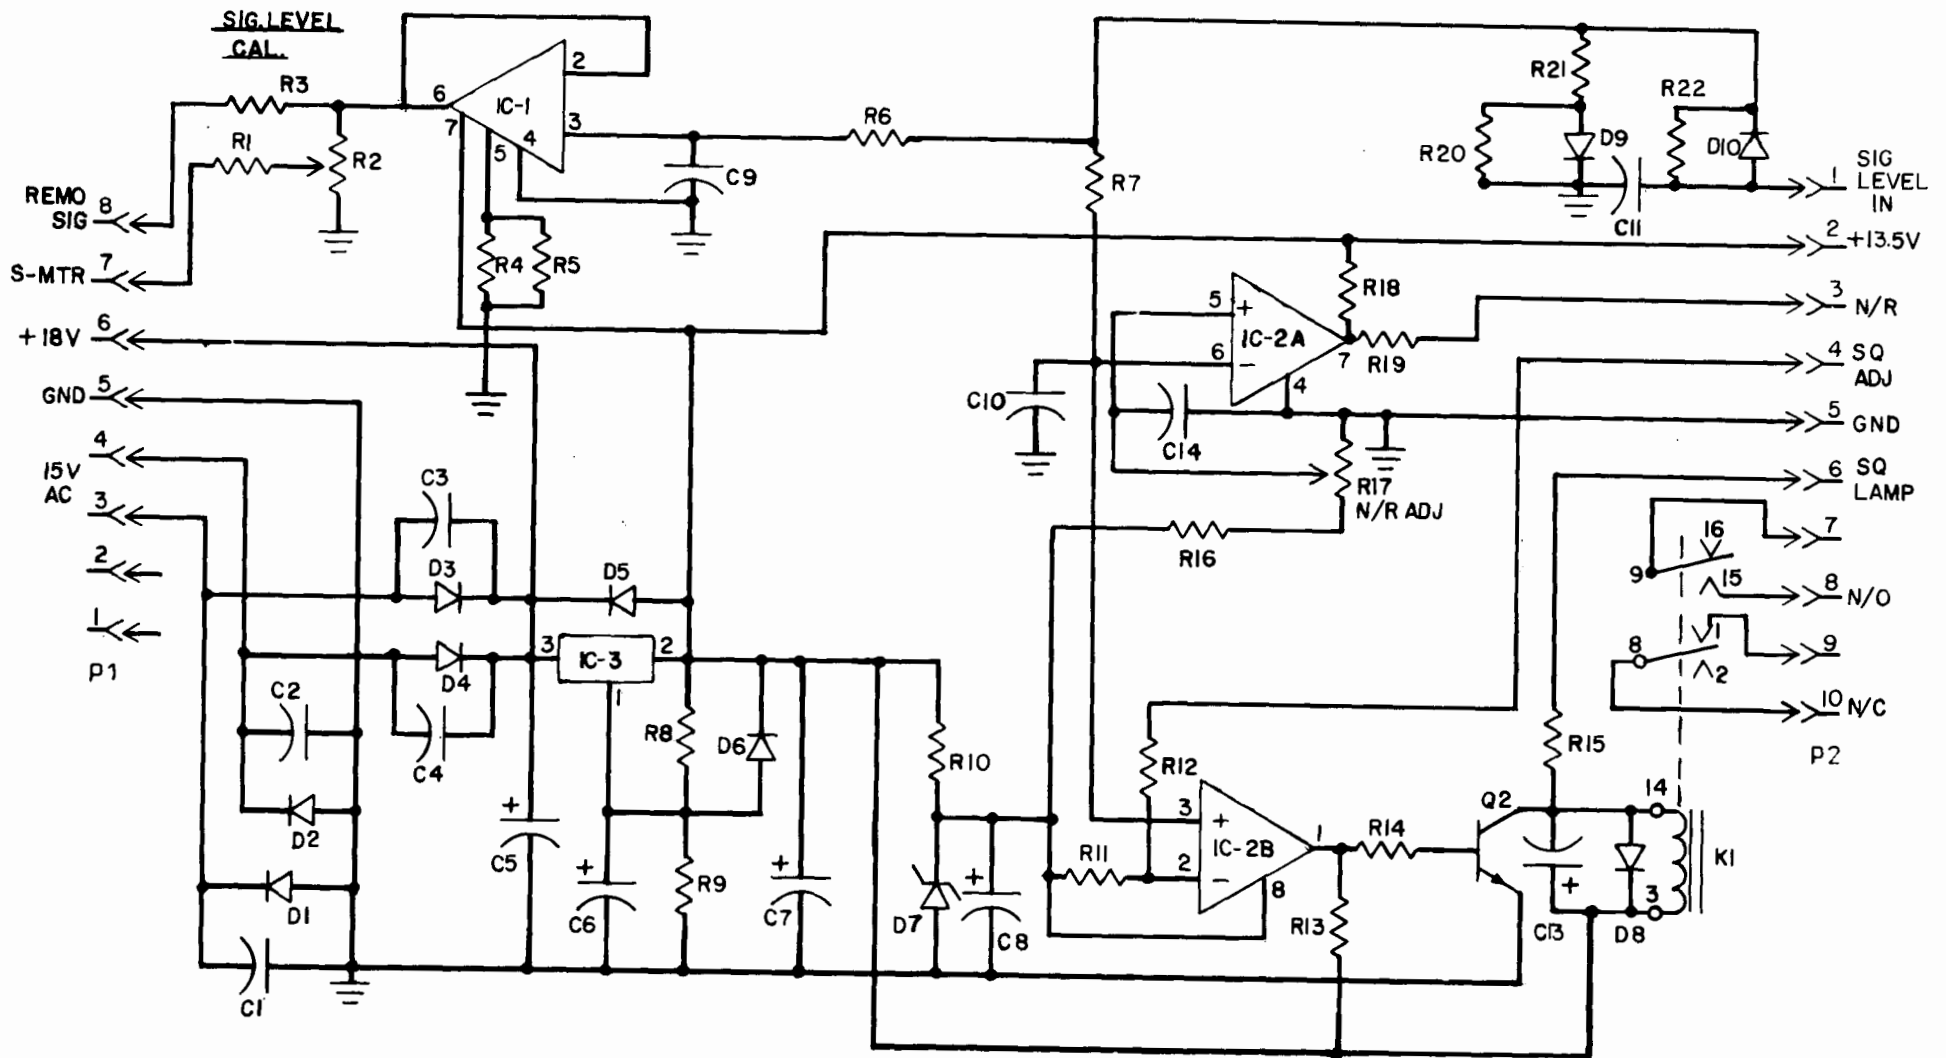 SIG. LEVEL
CAL.
R3
6
IC-1
2
3
7
5
4
R1
R2
R6
C9
R7
R4
R5
REMO
SIG
8
S-MTR
7
+18V
6
GND
5
4
15V
AC
3
2
1
P1
R21
R22
R20
D9
D10
C11
1
SIG
LEVEL
IN
2
+13.5V
3
N/R
4
SQ
ADJ
5
GND
6
SQ
LAMP
7
8
N/O
9
10
N/C
P2
5
+
IC-2A
6
-
7
4
R18
R19
C10
C14
R17
N/R ADJ
R16
C3
D3
D5
3
IC-3
2
1
D4
C4
C2
D2
D1
C1
R8
D6
R10
+
C5
+
C6
R9
+
C7
D7
+
C8
R12
R11
3
+
IC-2B
2
-
1
8
R14
R13
Q2
R15
14
K1
3
+
C13
D8
16
9
15
8
1
2